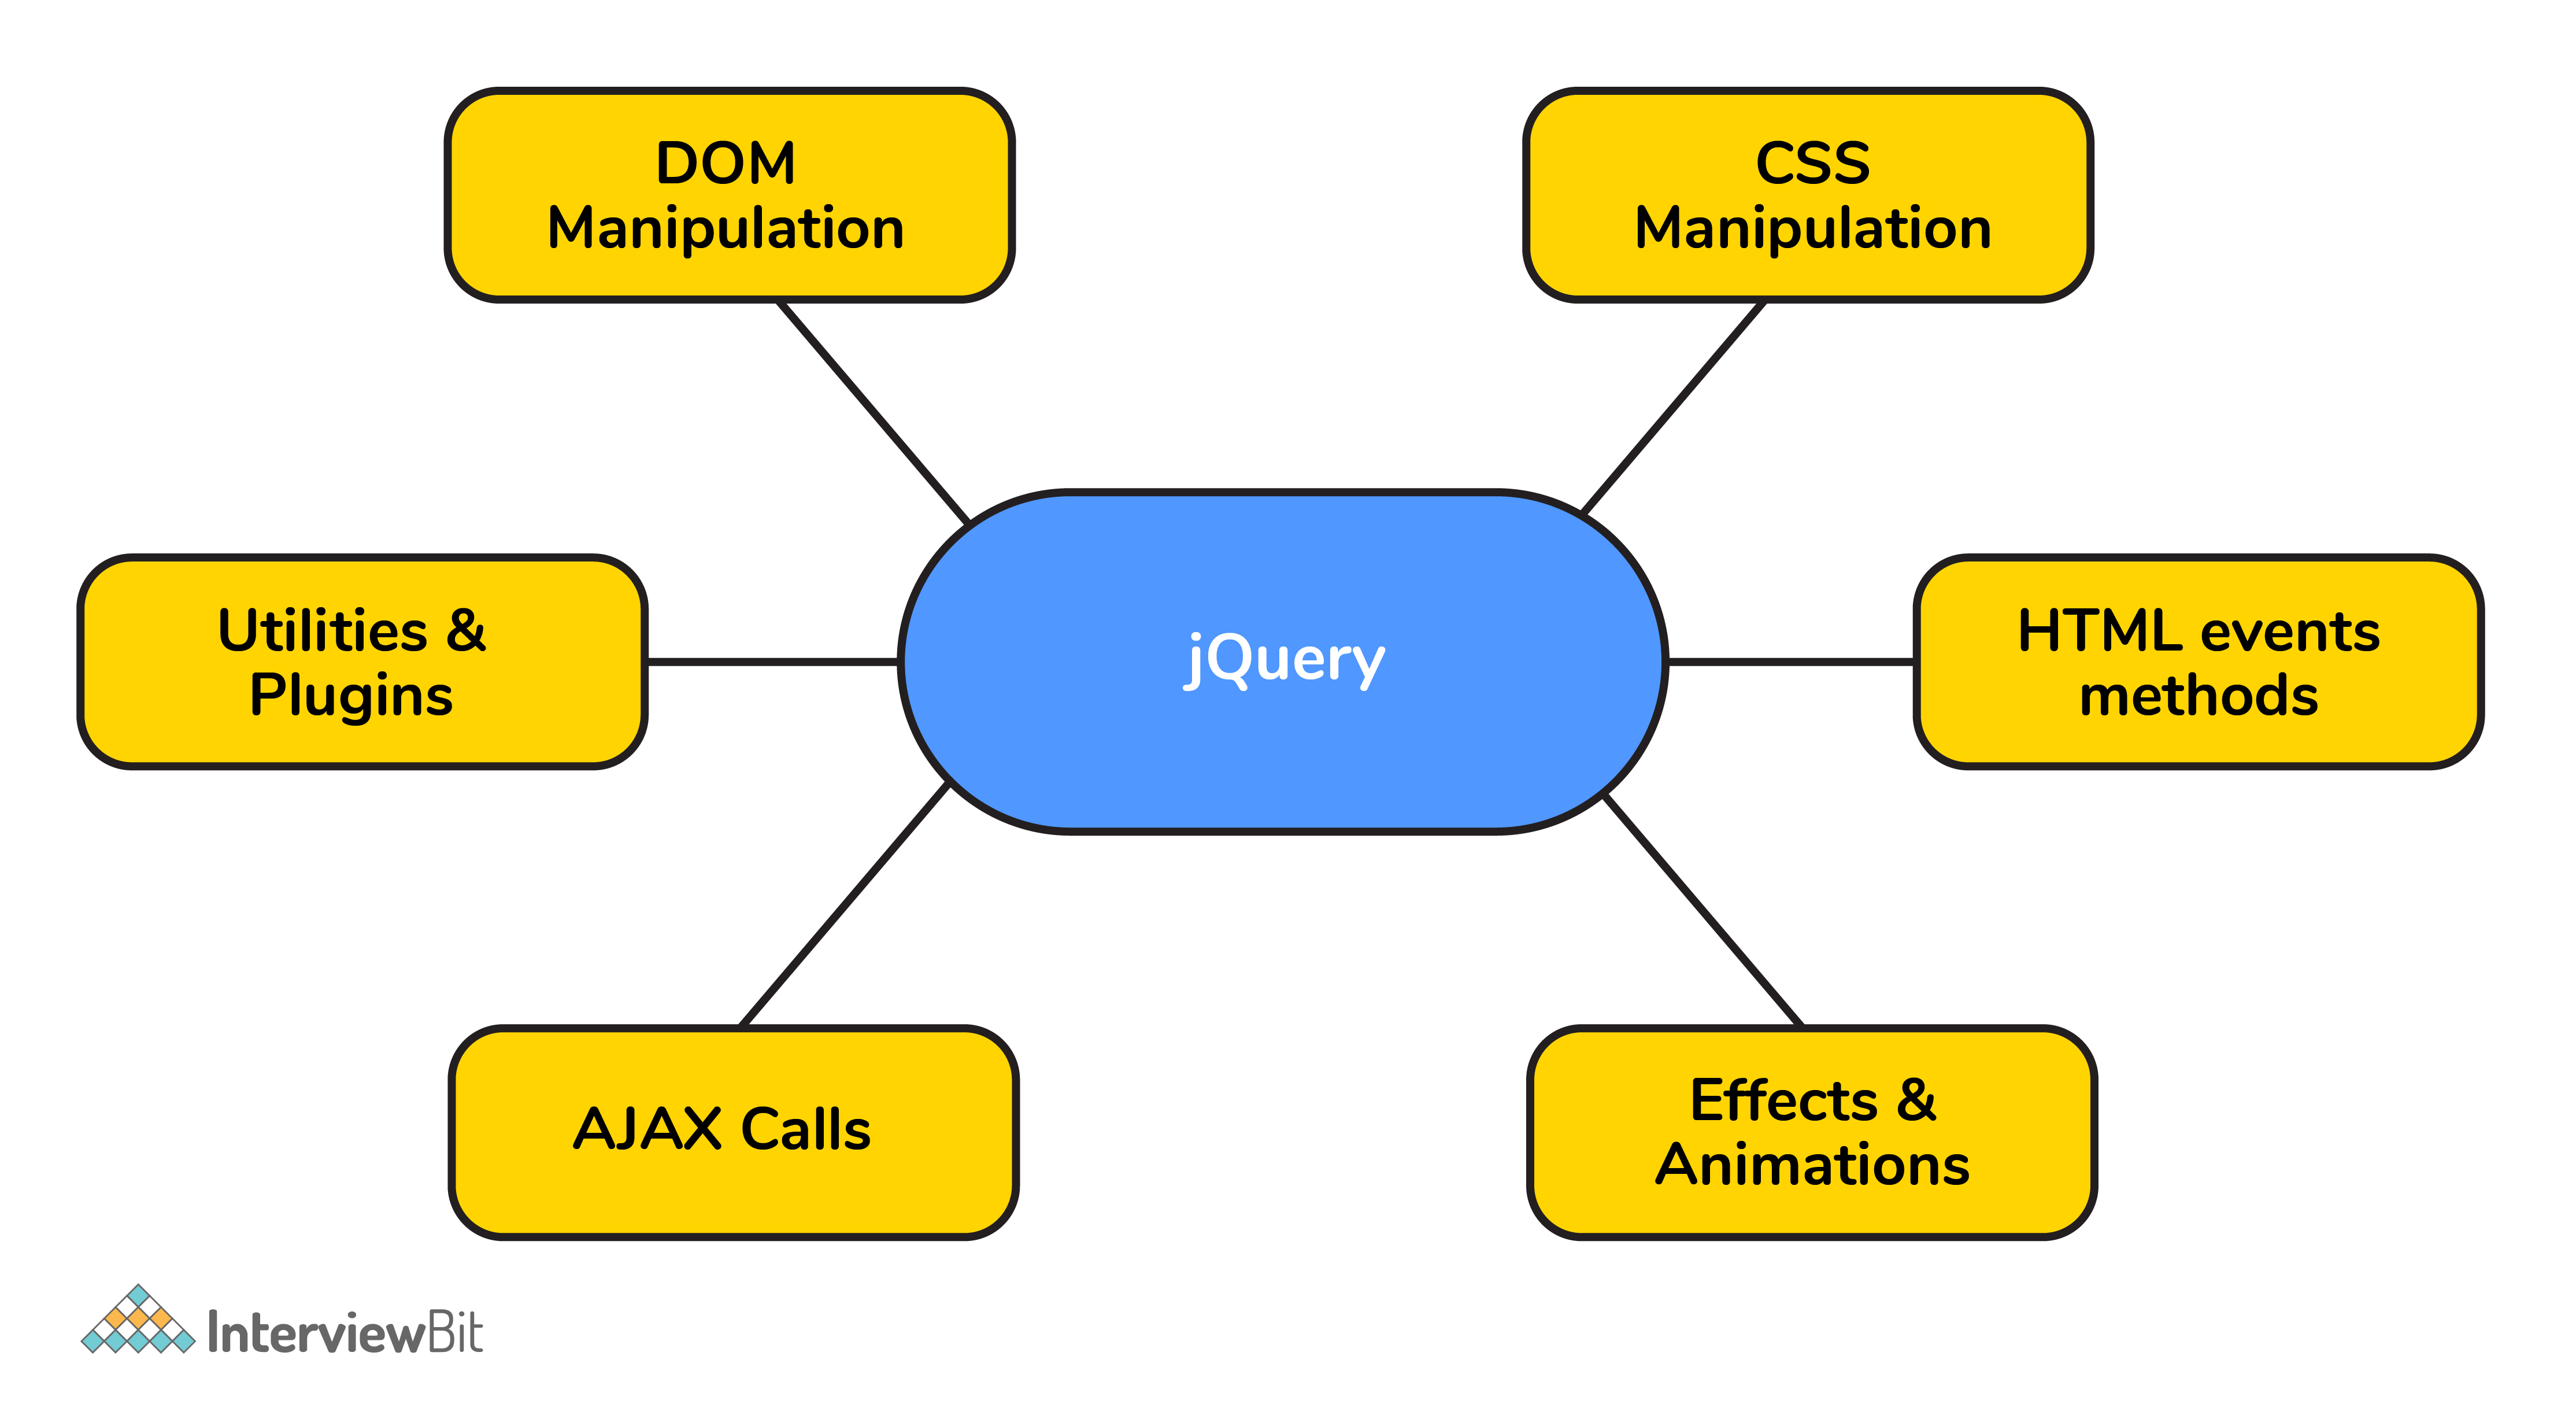 DOM
Manipulation
CSS
Manipulation
Utilities &
Plugins
jQuery
HTML events
methods
AJAX Calls
Effects &
Animations
InterviewBit